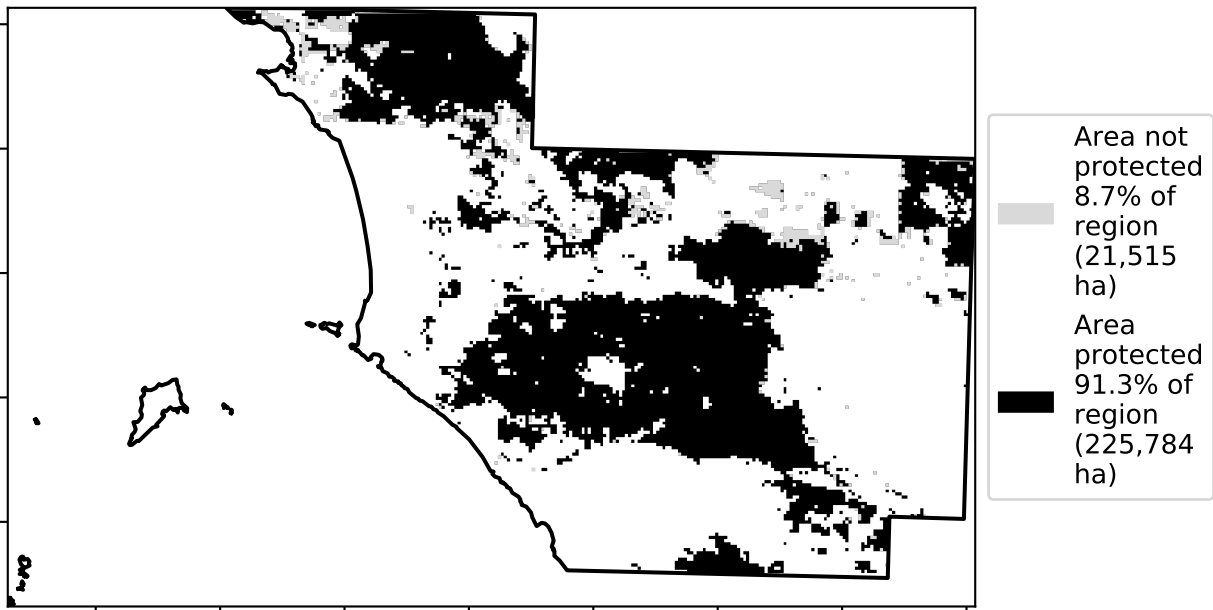 Area not
protected
8.7% of
region
(21,515
ha)
Area
protected
91.3% of
region
(225,784
ha)